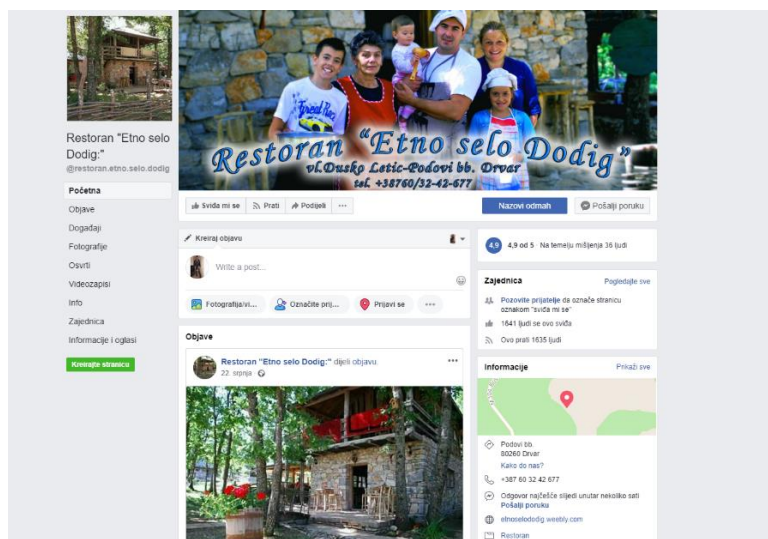 Restoran "Etno selo
Dodig:"
@restoran.etno.selo.dodig
Početna
Objave
Događaji
Fotografije
Osvrti
Videozapisi
Info
Zajednica
Informacije i oglasi
Kreirajte stranicu
Restoran "Etno selo Dodig"
vl.Dusko Letic-Podovi bb. Drvar
tel. +38760/32-42-677
Sviđa mi se
Prati
Podijeli
Nazovi odmah
Pošalji poruku
Kreiraj objavu
Write a post...
Fotografija/vi...
Označite prij...
Prijavi se
Objave
Restoran "Etno selo Dodig:" dijeli objavu.
22. srpnja
4,9
4,9 od 5 · Na temelju mišljenja 36 ljudi
Zajednica
Pogledajte sve
Pozovite prijatelje da označe stranicu
oznakom "sviđa mi se"
1641 ljudi se ovo sviđa
Ovo prati 1635 ljudi
Informacije
Prikaži sve
Podovi bb.
80260 Drvar
Kako do nas?
+387 60 32 42 677
Odgovor najčešće slijedi unutar nekoliko sati
Pošalji poruku
etnoselododig.weebly.com
Restoran